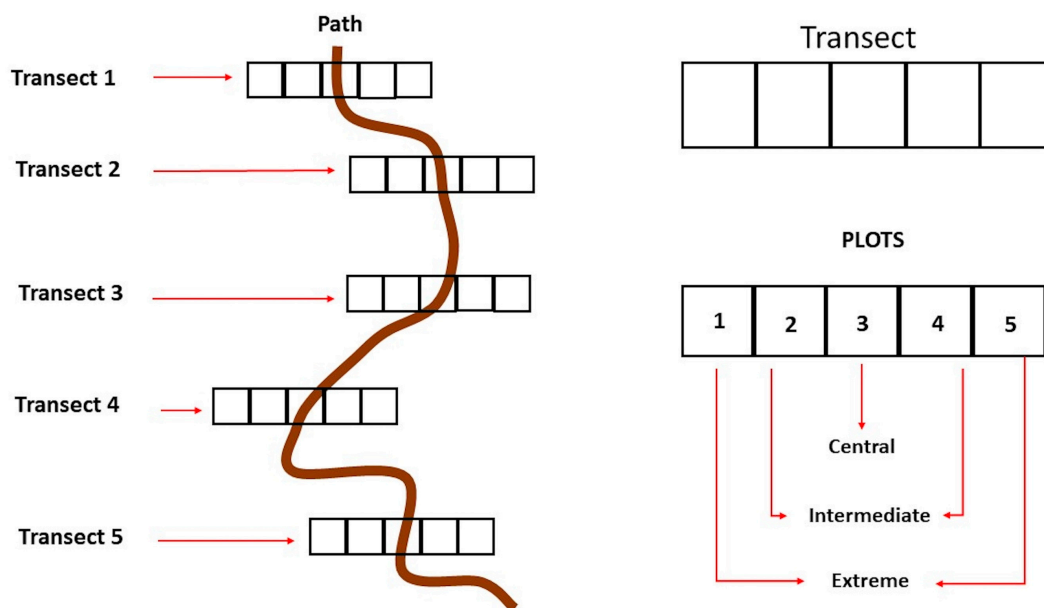 Path
Transect 1
Transect 2
Transect 3
Transect 4
Transect 5
Transect
PLOTS
1 2 3 4 5
Central
Intermediate
Extreme